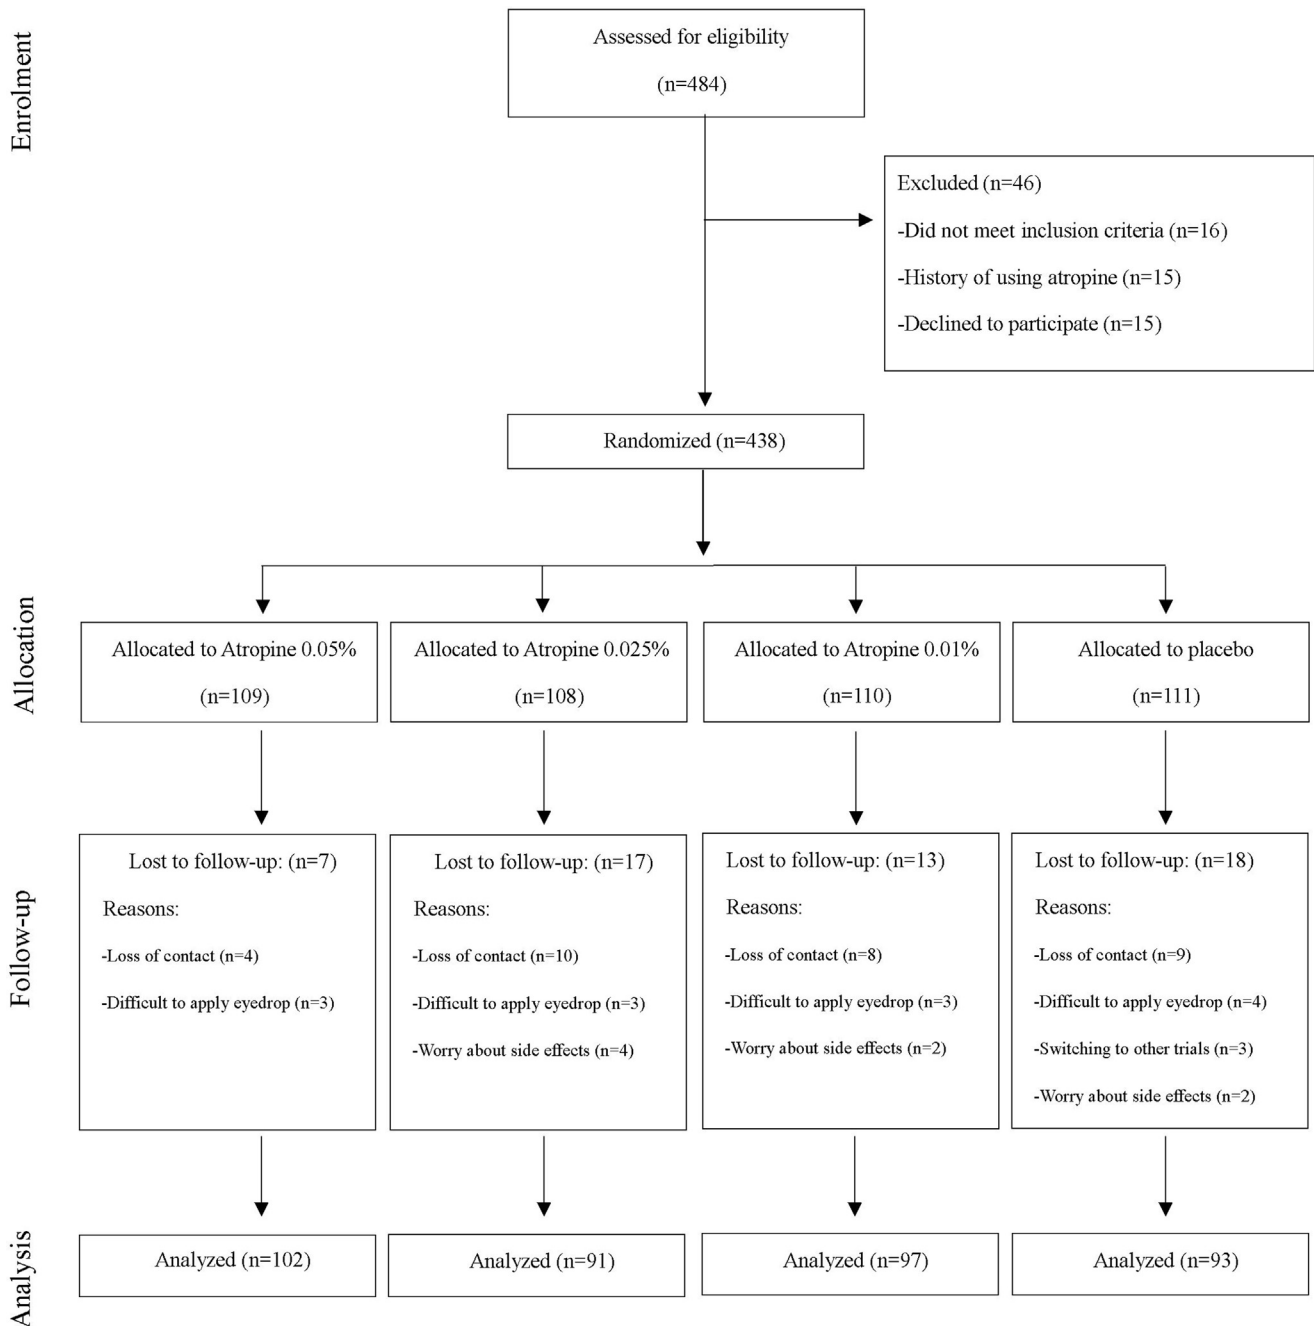 Enrolment
Assessed for eligibility
(n=484)
Excluded (n=46)
-Did not meet inclusion criteria (n=16)
-History of using atropine (n=15)
-Declined to participate (n=15)
Randomized (n=438)
Allocation
Allocated to Atropine 0.05%
(n=109)
Allocated to Atropine 0.025%
(n=108)
Allocated to Atropine 0.01%
(n=110)
Allocated to placebo
(n=111)
Follow-up
Lost to follow-up: (n=7)
Reasons:
-Loss of contact (n=4)
-Difficult to apply eyedrop (n=3)
Lost to follow-up: (n=17)
Reasons:
-Loss of contact (n=10)
-Difficult to apply eyedrop (n=3)
-Worry about side effects (n=4)
Lost to follow-up: (n=13)
Reasons:
-Loss of contact (n=8)
-Difficult to apply eyedrop (n=3)
-Worry about side effects (n=2)
Lost to follow-up: (n=18)
Reasons:
-Loss of contact (n=9)
-Difficult to apply eyedrop (n=4)
-Switching to other trials (n=3)
-Worry about side effects (n=2)
Analysis
Analyzed (n=102)
Analyzed (n=91)
Analyzed (n=97)
Analyzed (n=93)